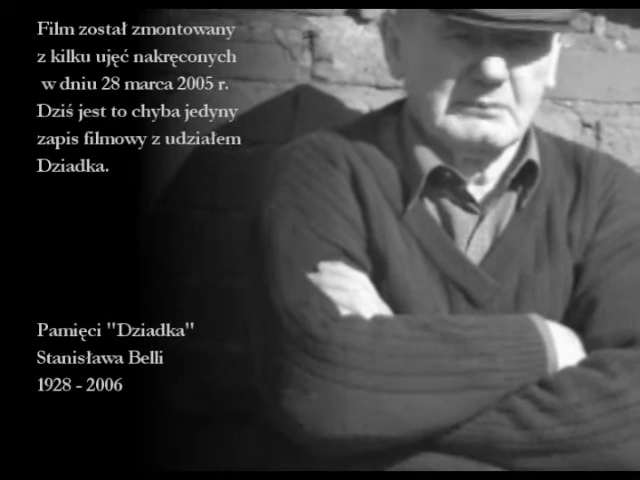 Film został zmontowany
z kilku ujęć nakręconych
w dniu 28 marca 2005 r.
Dziś jest to chyba jedyny
zapis filmowy z udziałem
Dziadka.
Pamięci "Dziadka"
Stanisława Belli
1928 - 2006